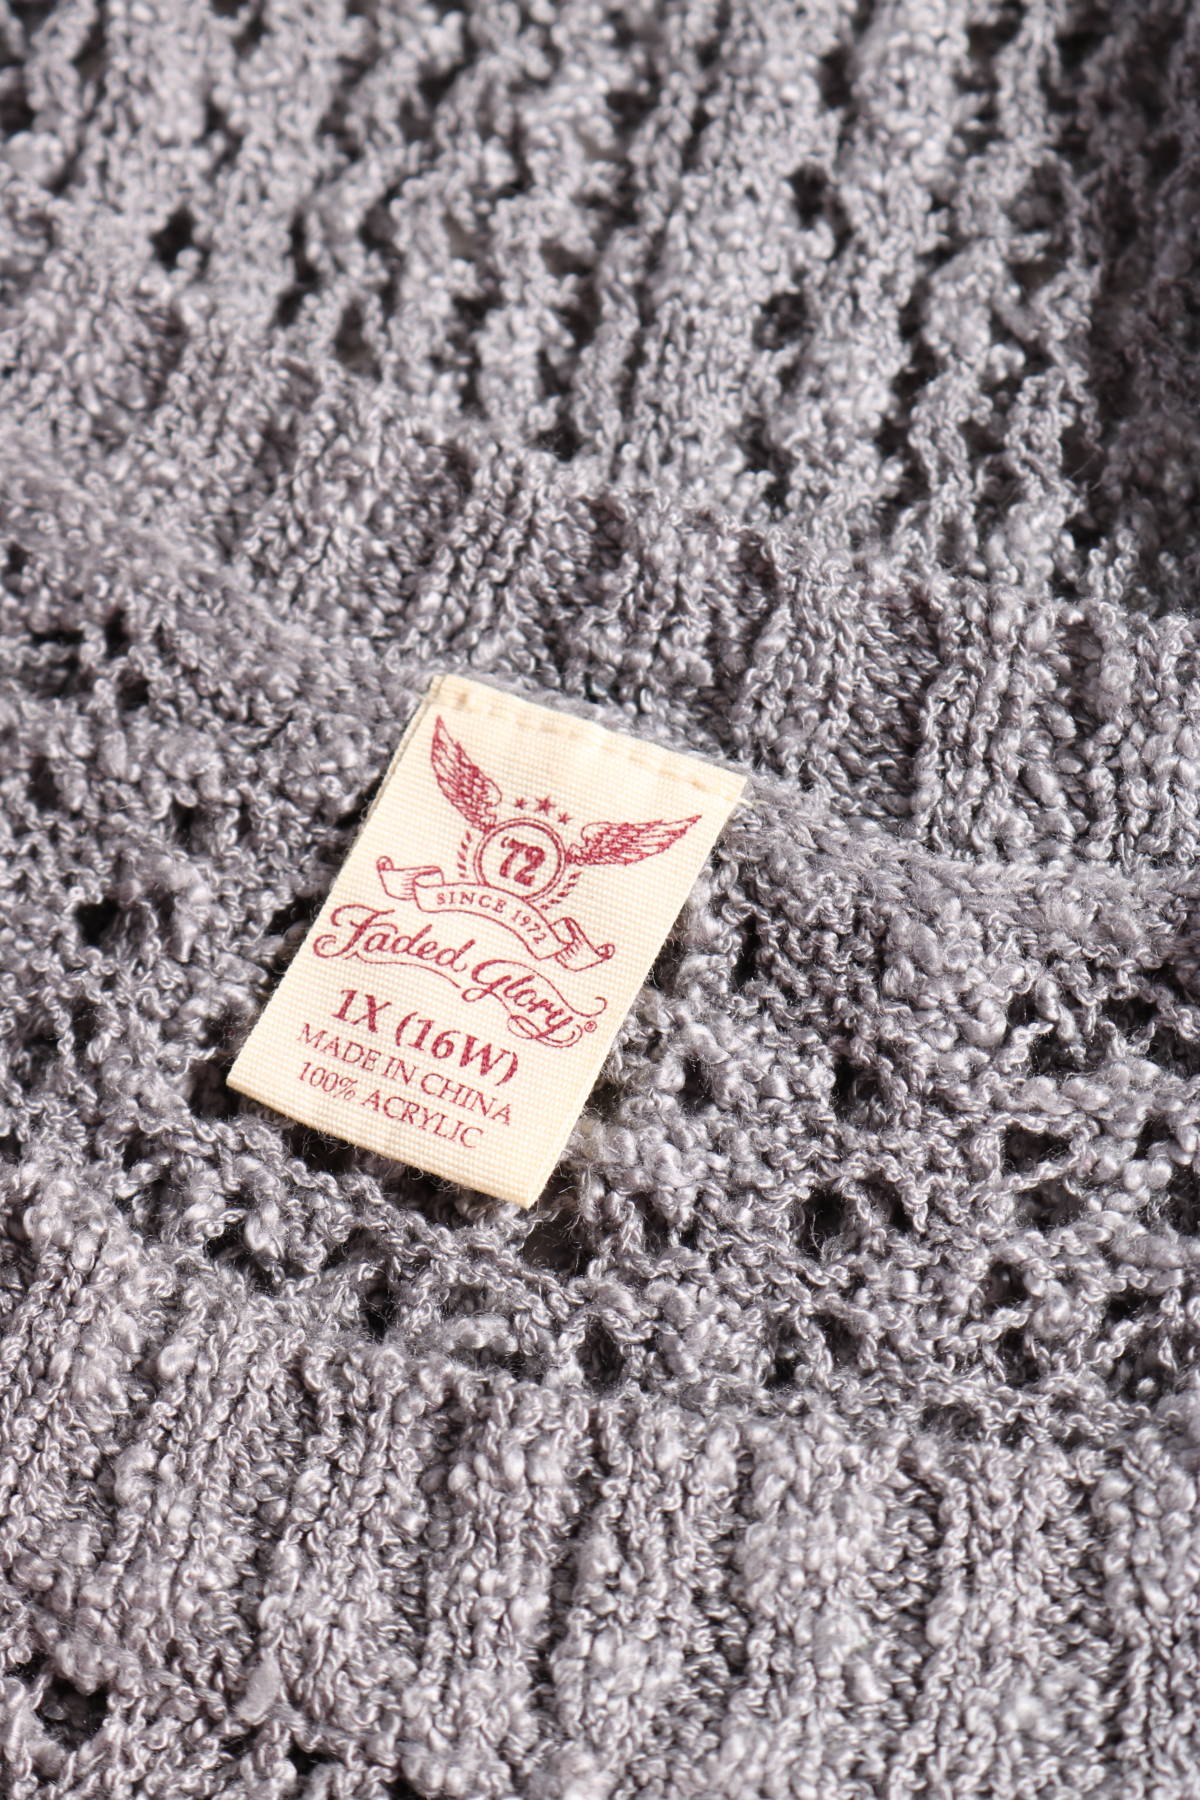 '72
SINCE 1972
Faded Glory®
1X (16W)
MADE IN CHINA
100% ACRYLIC